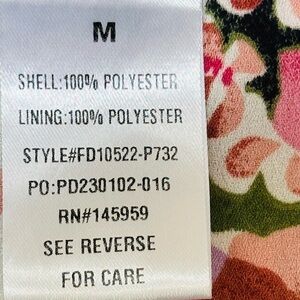 M
SHELL:100% POLYESTER
LINING:100% POLYESTER
STYLE#FD10522-P732
PO:PD230102-016
RN#145959
SEE REVERSE
FOR CARE